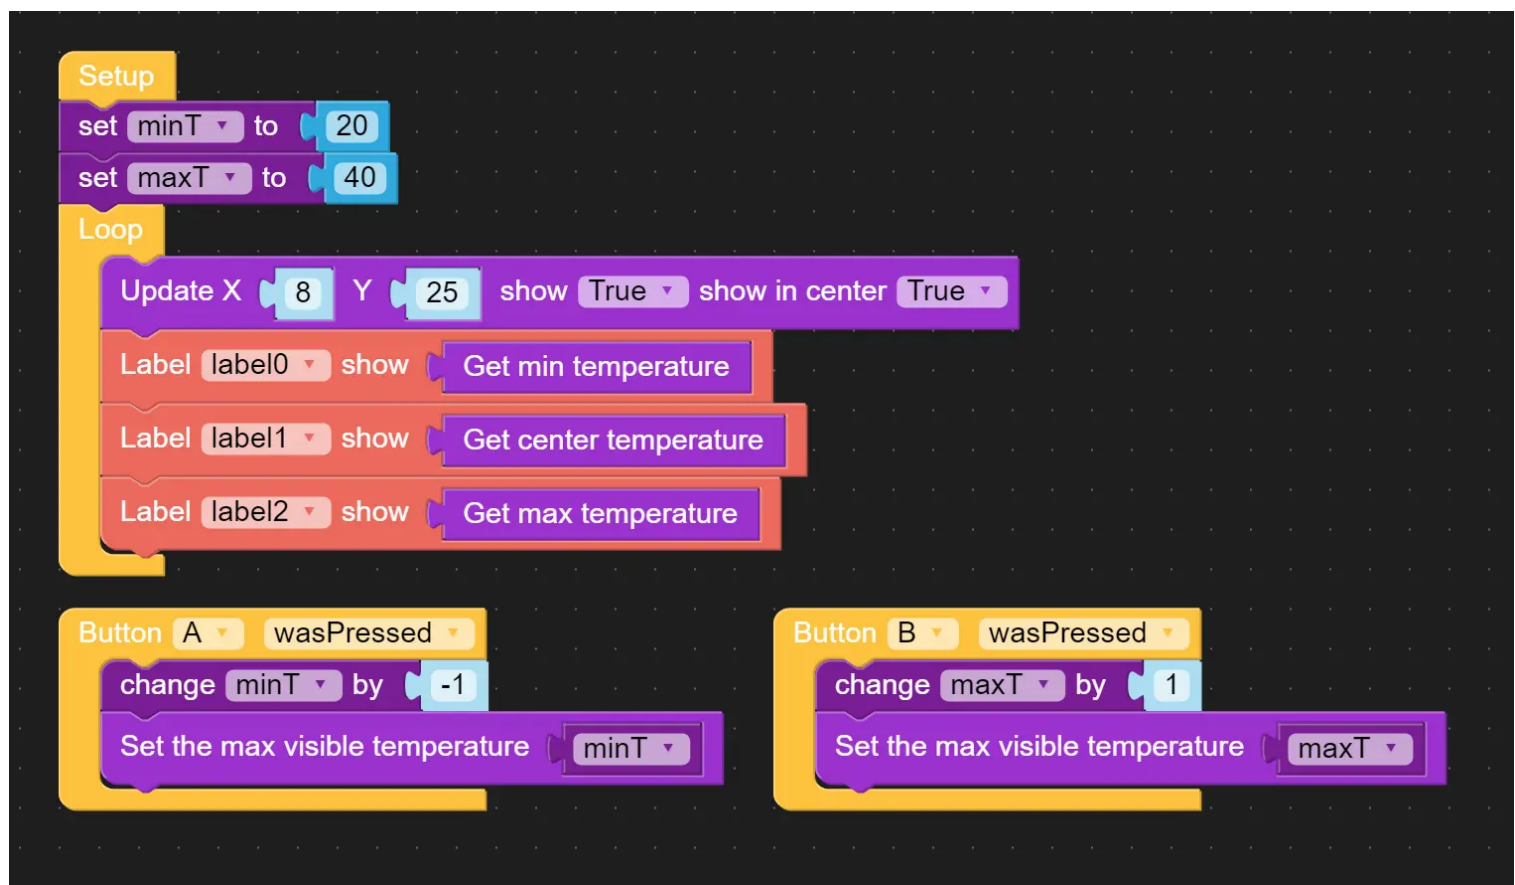 Setup
set minT to 20
set maxT to 40
Loop
Update X 8 Y 25 show True show in center True
Label label0 show Get min temperature
Label label1 show Get center temperature
Label label2 show Get max temperature
Button A wasPressed
change minT by -1
Set the max visible temperature minT
Button B wasPressed
change maxT by 1
Set the max visible temperature maxT